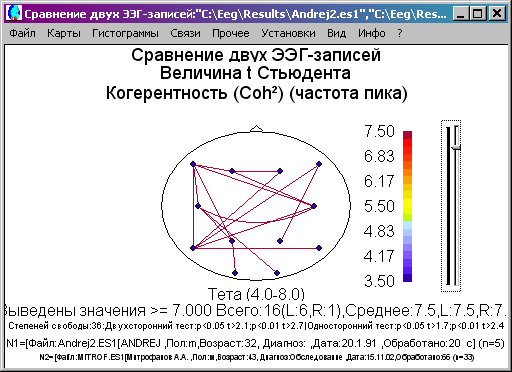 Сравнение двух ЭЭГ-записей:"C:\Eeg\Results\Andrej2.es1","C:\Eeg\Res...
Файл Карты Гистограммы Связи Прочее Установки Вид Инфо ?
Сравнение двух ЭЭГ-записей
Величина t Стьюдента
Когерентность (Coh²) (частота пика)
7.50
6.83
6.17
5.50
4.83
4.17
3.50
Тета (4.0-8.0)
Выведены значения >= 7.000 Всего:16(L:6,R:1),Среднее:7.5,L:7.5,R:7.
Степеней свободы:36:Двухсторонний тест:p<0.05 t>2.1;p<0.01 t>2.7|Односторонний тест:p<0.05 t>1.7;p<0.01 t>2.4
N1=[Файл:Andrej2.ES1[ANDREJ ,Пол:m,Возраст:32, Диагноз: ,Дата:20.1.91 ,Обработано:20 с] (n=5)
N2=[Файл:MITROF.ES1[Митрофанов А.А. ,Пол:м,Возраст:43,Диагноз:Обследование ,Дата:15.11.02,Обработано:66 (n=33)